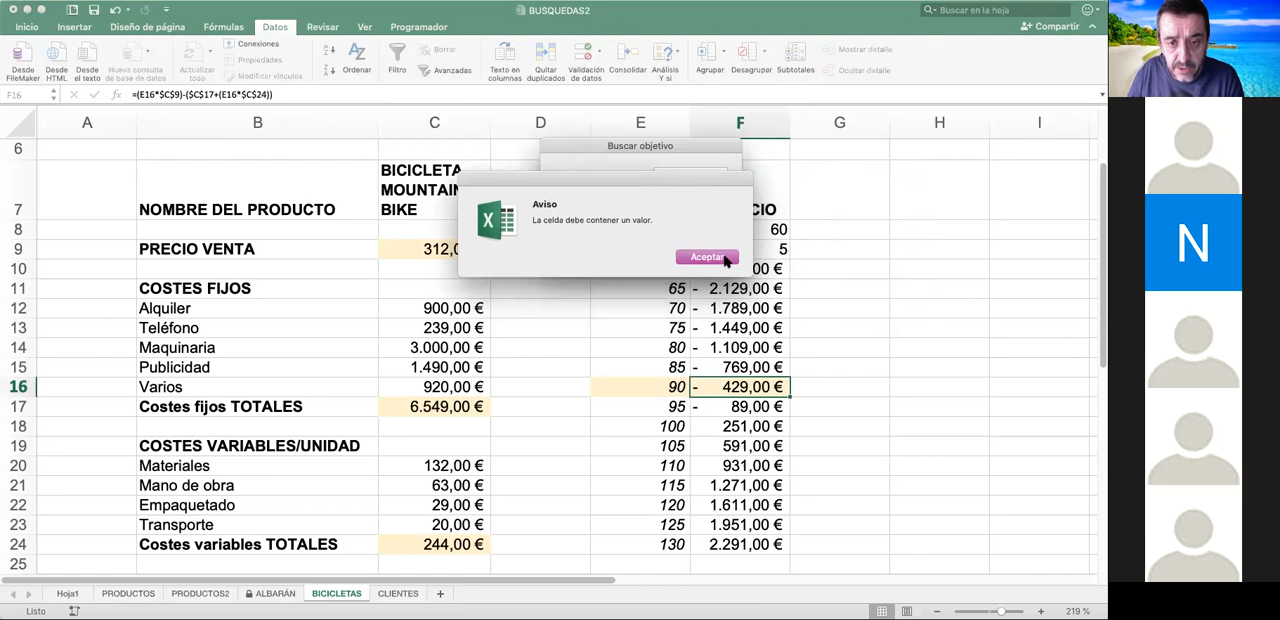 BUSQUEDAS2
Buscar en la hoja
Inicio Insertar Diseño de página Fórmulas Datos Revisar Ver Programador
Compartir
Desde FileMaker
Desde HTML
Desde el texto
Nueva consulta de base de datos
Actualizar todo
Conexiones
Propiedades
Modificar vínculos
Ordenar
Filtro
Borrar
Avanzadas
Texto en columnas
Quitar duplicados
Validación de datos
Consolidar
Análisis Y si
Agrupar
Desagrupar
Subtotales
Mostrar detalle
Ocultar detalle
F16 fx =(E16*$C$9)-($C$17+(E16*$C$24))
A B C D E F G H I
Buscar objetivo
Aviso
La celda debe contener un valor.
Aceptar
6
BICICLETA
MOUNTAIN
7 NOMBRE DEL PRODUCTO BIKE CIO
8 60
9 PRECIO VENTA 312,0 5
10 00 €
11 COSTES FIJOS 65 - 2.129,00 €
12 Alquiler 900,00 € 70 - 1.789,00 €
13 Teléfono 239,00 € 75 - 1.449,00 €
14 Maquinaria 3.000,00 € 80 - 1.109,00 €
15 Publicidad 1.490,00 € 85 - 769,00 €
16 Varios 920,00 € 90 - 429,00 €
17 Costes fijos TOTALES 6.549,00 € 95 - 89,00 €
18 100 251,00 €
19 COSTES VARIABLES/UNIDAD 105 591,00 €
20 Materiales 132,00 € 110 931,00 €
21 Mano de obra 63,00 € 115 1.271,00 €
22 Empaquetado 29,00 € 120 1.611,00 €
23 Transporte 20,00 € 125 1.951,00 €
24 Costes variables TOTALES 244,00 € 130 2.291,00 €
25
Hoja1 PRODUCTOS PRODUCTOS2 ALBARÁN BICICLETAS CLIENTES +
Listo 219 %
N